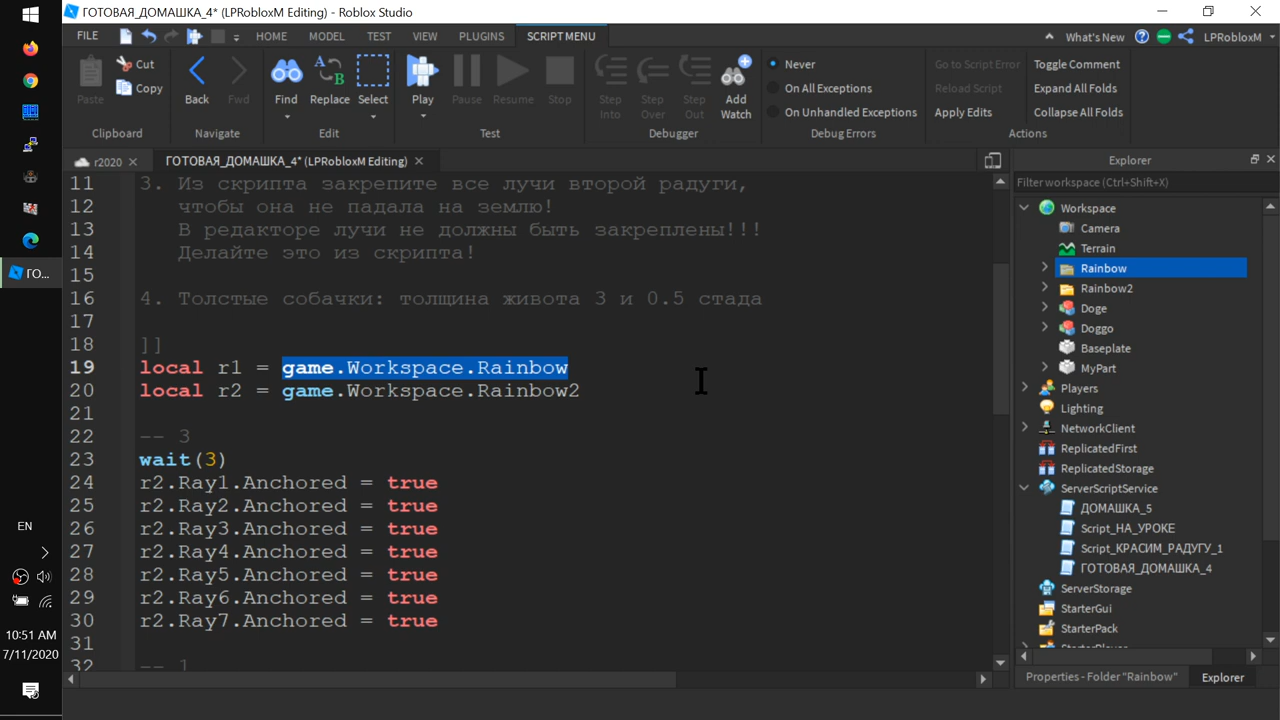 ГОТОВАЯ_ДОМАШКА_4* (LPRobloxM Editing) - Roblox Studio
FILE HOME MODEL TEST VIEW PLUGINS SCRIPT MENU What's New LPRobloxM
Paste Cut Copy Back Fwd Find Replace Select Play Pause Resume Stop Step Into Step Over Step Out Add Watch
Never
On All Exceptions
On Unhandled Exceptions
Go to Script Error
Reload Script
Apply Edits
Toggle Comment
Expand All Folds
Collapse All Folds
Clipboard Navigate Edit Test Debugger Debug Errors Actions
r2020 ГОТОВАЯ_ДОМАШКА_4* (LPRobloxM Editing)
11 3. Из скрипта закрепите все лучи второй радуги,
12 чтобы она не падала на землю!
13 В редакторе лучи не должны быть закреплены!!!
14 Делайте это из скрипта!
15
16 4. Толстые собачки: толщина живота 3 и 0.5 стада
17
18 ]]
19 local r1 = game.Workspace.Rainbow
20 local r2 = game.Workspace.Rainbow2
21
22 -- 3
23 wait(3)
24 r2.Ray1.Anchored = true
25 r2.Ray2.Anchored = true
26 r2.Ray3.Anchored = true
27 r2.Ray4.Anchored = true
28 r2.Ray5.Anchored = true
29 r2.Ray6.Anchored = true
30 r2.Ray7.Anchored = true
31
32 -- 1
Explorer
Filter workspace (Ctrl+Shift+X)
Workspace
Camera
Terrain
Rainbow
Rainbow2
Doge
Doggo
Baseplate
MyPart
Players
Lighting
NetworkClient
ReplicatedFirst
ReplicatedStorage
ServerScriptService
ДОМАШКА_5
Script_НА_УРОКЕ
Script_КРАСИМ_РАДУГУ_1
ГОТОВАЯ_ДОМАШКА_4
ServerStorage
StarterGui
StarterPack
StarterPlayer
Properties - Folder "Rainbow" Explorer
ГО...
EN
10:51 AM
7/11/2020